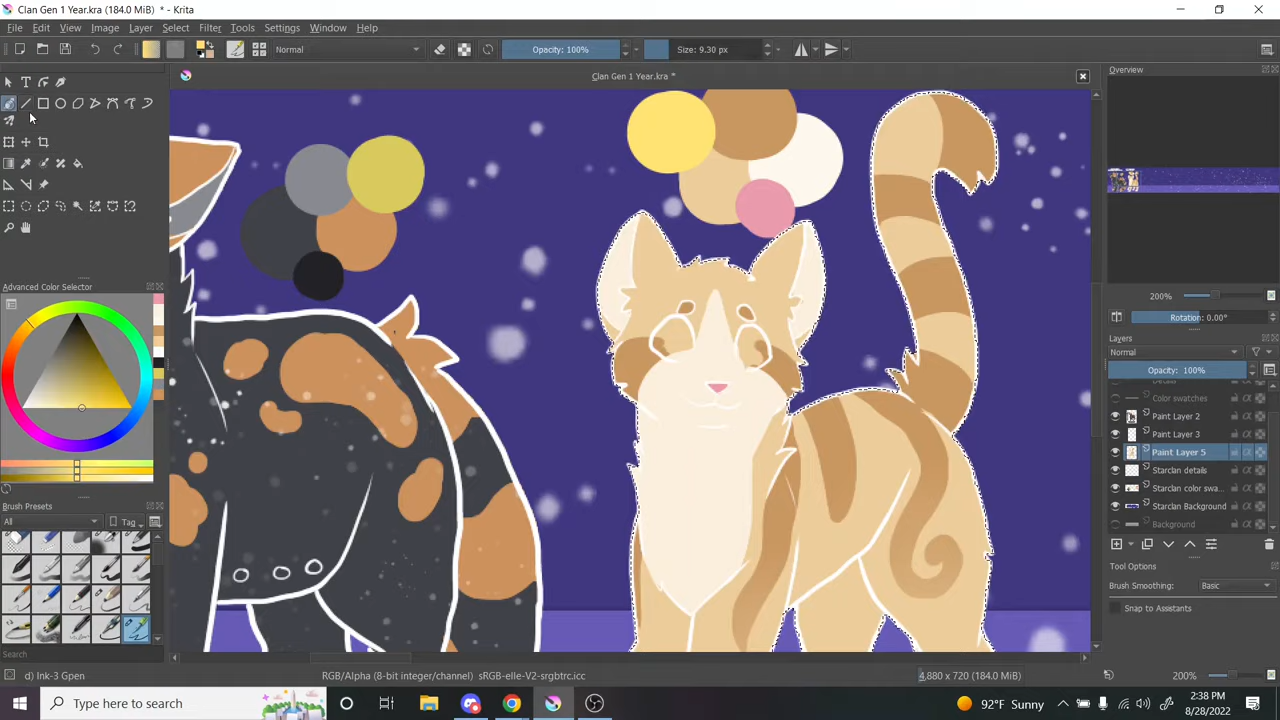 Clan Gen 1 Year.kra (184.0 MiB) * - Krita
File Edit View Image Layer Select Filter Tools Settings Window Help
Normal Opacity: 100% Size: 9.30 px
Clan Gen 1 Year.kra * Overview
200%
Rotation: 0.00°
Advanced Color Selector
Layers
Normal
Opacity: 100%
Color swatches
Paint Layer 2
Paint Layer 3
Paint Layer 5
Starclan details
Starclan color swa...
Starclan Background
Background
Brush Presets
All Tag
Tool Options
Brush Smoothing: Basic
Snap to Assistants
Search
d) Ink-3 Gpen RGB/Alpha (8-bit integer/channel) sRGB-elle-V2-srgbtrc.icc 4,880 x 720 (184.0 MiB) 200%
Type here to search 92°F Sunny 2:38 PM
8/28/2022